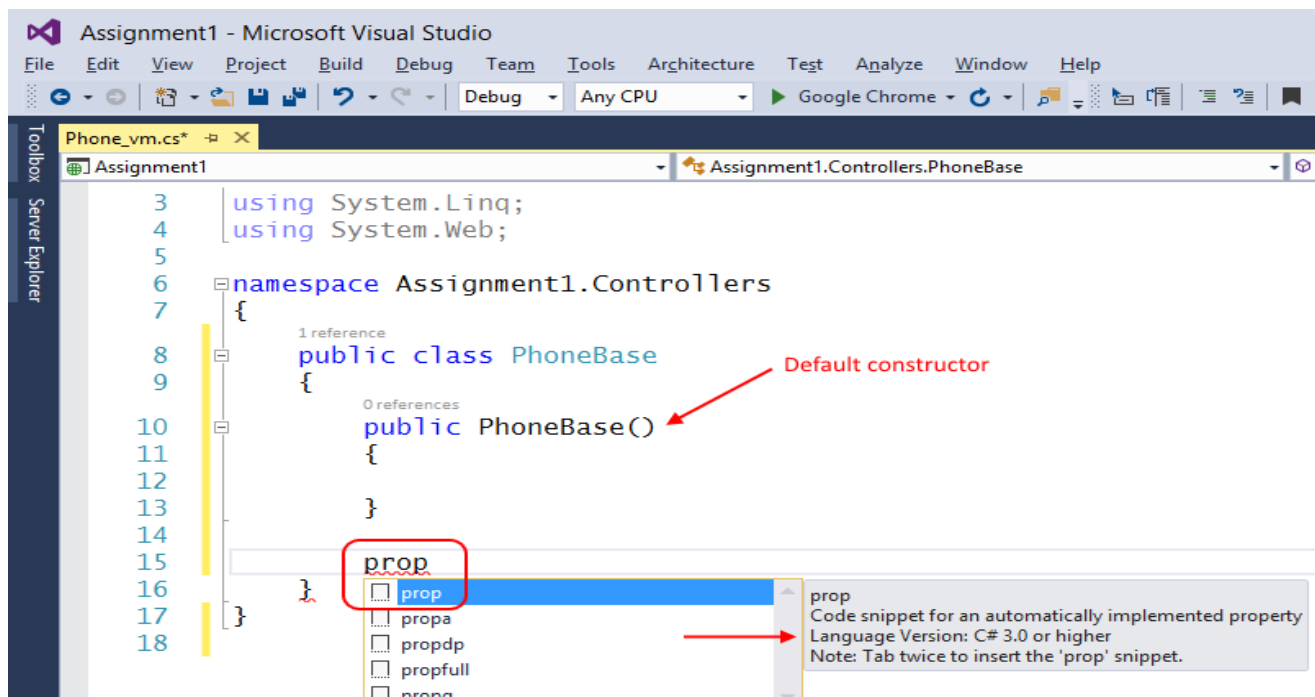 Assignment1 - Microsoft Visual Studio
File Edit View Project Build Debug Team Tools Architecture Test Analyze Window Help
Debug Any CPU Google Chrome
Toolbox
Server Explorer
Phone_vm.cs*
Assignment1 Assignment1.Controllers.PhoneBase
3 using System.Linq;
4 using System.Web;
5
6 namespace Assignment1.Controllers
7 {
1 reference
8 public class PhoneBase
9 {
Default constructor
0 references
10 public PhoneBase()
11 {
12
13 }
14
15 prop
16 }
17 }
18
prop
propa
propdp
propfull
prop
Code snippet for an automatically implemented property
Language Version: C# 3.0 or higher
Note: Tab twice to insert the 'prop' snippet.